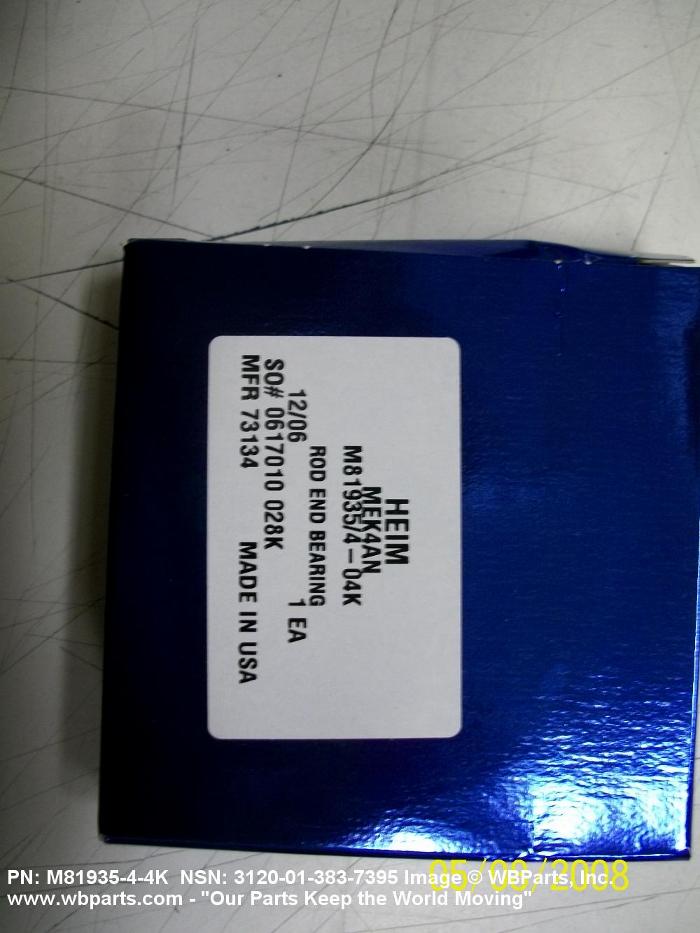 HEIM
MEK4AN
M81935/4-04K
ROD END BEARING
12/06 1 EA
SO# 0617010 028K
MFR 73134 MADE IN USA
05/09/2008
PN: M81935-4-4K NSN: 3120-01-383-7395 Image © WBParts, Inc.
www.wbparts.com - "Our Parts Keep the World Moving"